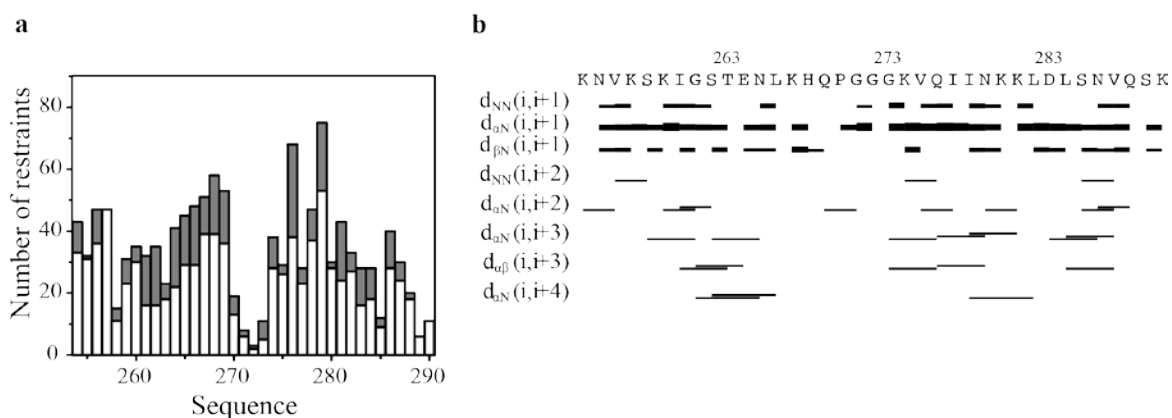 a
Number of restraints
80
60
40
20
0
260 270 280 290
Sequence
b
263 273 283
KNVKSKIGSTENLKHQPGGGKVQIINKKLDLSNVQSK
dNN(i,i+1)
dαN(i,i+1)
dβN(i,i+1)
dNN(i,i+2)
dαN(i,i+2)
dαN(i,i+3)
dαβ(i,i+3)
dαN(i,i+4)